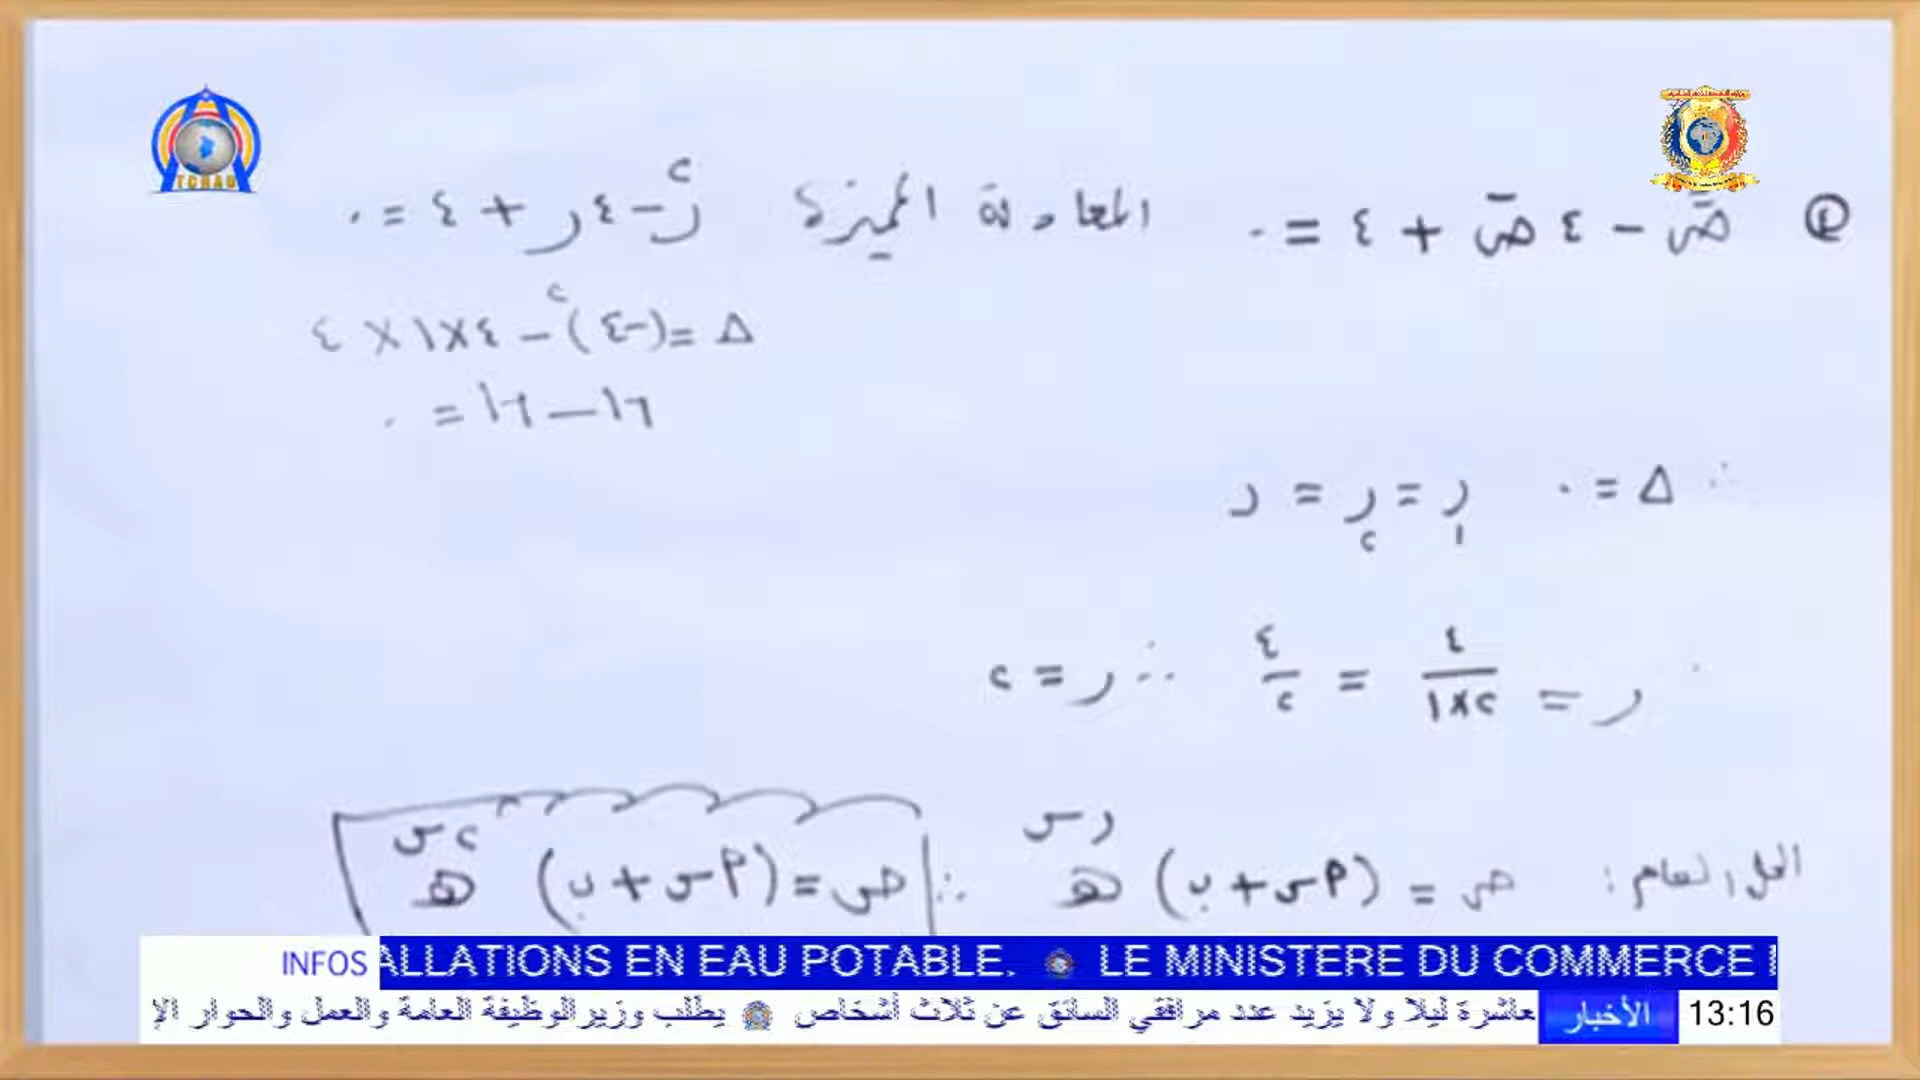 TCHAD
④ صً - ٤ صَ + ٤ = ٠ المعادلة المميزة ر٢ - ٤ر + ٤ = ٠
Δ = (-٤)٢ - ٤×١×٤
١٦ - ١٦ = ٠
∴ Δ = ٠ ر١ = ر٢ = ر
ر = ٤/(٢×١) = ٤/٢ ∴ ر = ٢
الحل العام: ص = (أس + ب) هـ رس ∴ ص = (أس + ب) هـ ٢س
INFOS ALLATIONS EN EAU POTABLE. LE MINISTERE DU COMMERCE
13:16 الأخبار عاشرة ليلا ولا يزيد عدد مرافقي السائق عن ثلاث أشخاص يطلب وزير الوظيفة العامة والعمل والحوار الإ